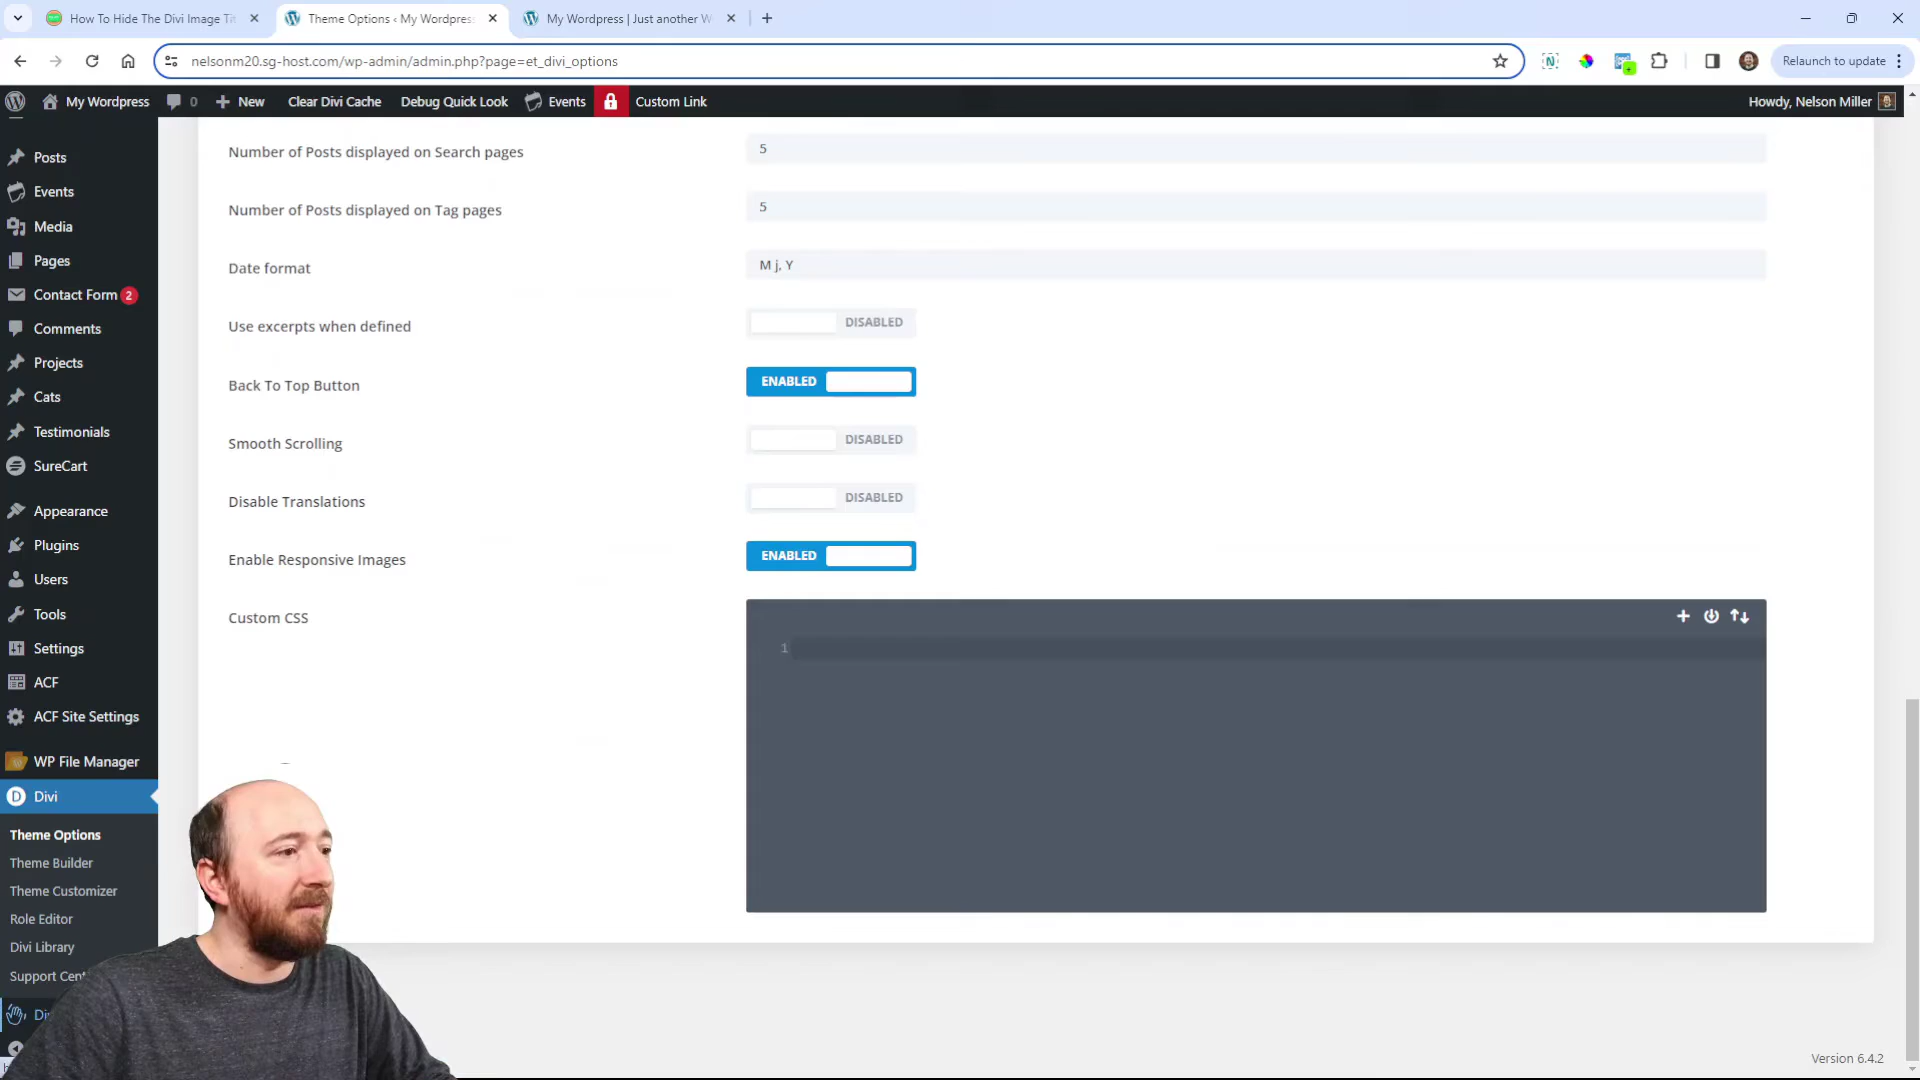 How To Hide The Divi Image Tit
Theme Options ‹ My Wordpress
My Wordpress | Just another W
nelsonm20.sg-host.com/wp-admin/admin.php?page=et_divi_options
Relaunch to update
My Wordpress
0
New
Clear Divi Cache
Debug Quick Look
Events
Custom Link
Howdy, Nelson Miller
Posts
Events
Media
Pages
Contact Form 2
Comments
Projects
Cats
Testimonials
SureCart
Appearance
Plugins
Users
Tools
Settings
ACF
ACF Site Settings
WP File Manager
Divi
Theme Options
Theme Builder
Theme Customizer
Role Editor
Divi Library
Support Cent
Number of Posts displayed on Search pages
5
Number of Posts displayed on Tag pages
5
Date format
M j, Y
Use excerpts when defined
DISABLED
Back To Top Button
ENABLED
Smooth Scrolling
DISABLED
Disable Translations
DISABLED
Enable Responsive Images
ENABLED
Custom CSS
1
Version 6.4.2